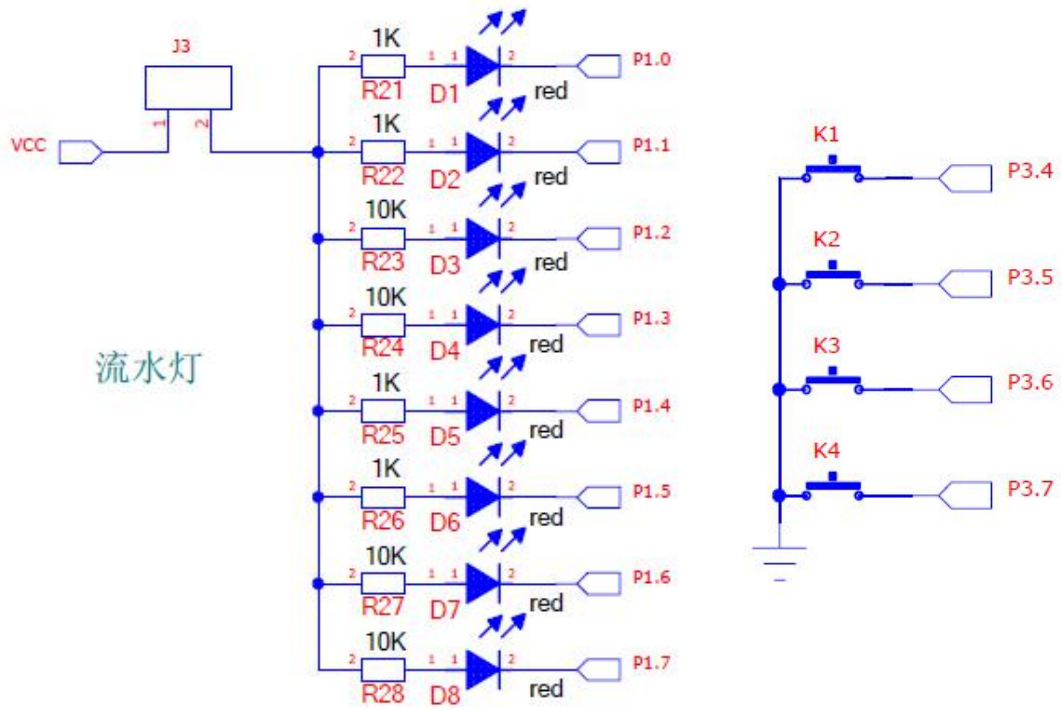 J3
1
2
VCC
1K
2
1
1
2
P1.0
R21
D1
red
1K
2
1
1
2
P1.1
R22
D2
red
10K
2
1
1
2
P1.2
R23
D3
red
10K
2
1
1
2
P1.3
R24
D4
red
1K
2
1
1
2
P1.4
R25
D5
red
1K
2
1
1
2
P1.5
R26
D6
red
10K
2
1
1
2
P1.6
R27
D7
red
10K
2
1
1
2
P1.7
R28
D8
red
流水灯
K1
P3.4
K2
P3.5
K3
P3.6
K4
P3.7